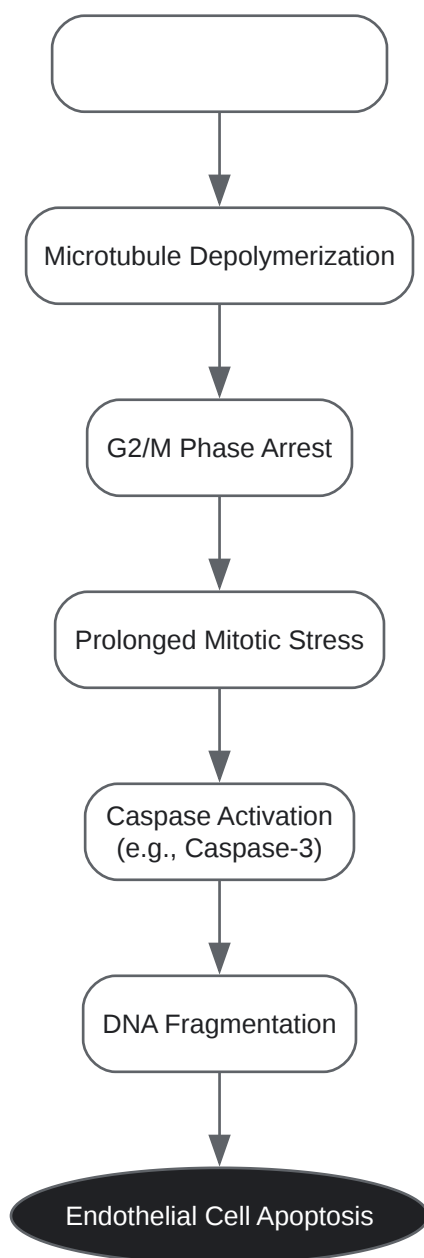 Microtubule Depolymerization
G2/M Phase Arrest
Prolonged Mitotic Stress
Caspase Activation
(e.g., Caspase-3)
DNA Fragmentation
Endothelial Cell Apoptosis